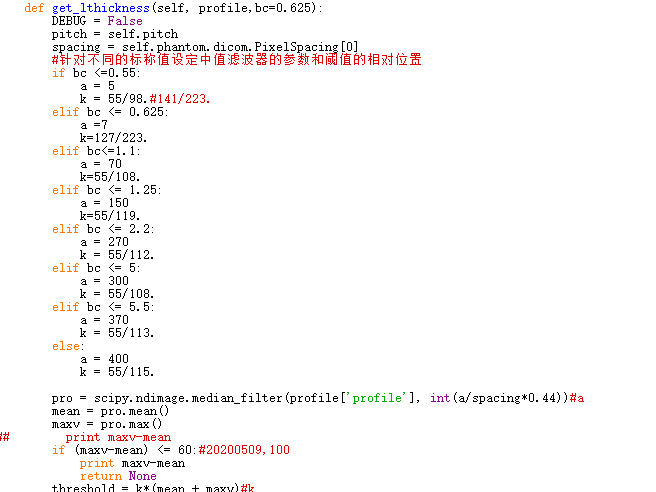 def get_lthickness(self, profile,bc=0.625):
DEBUG = False
pitch = self.pitch
spacing = self.phantom.dicom.PixelSpacing[0]
#针对不同的标称值设定中值滤波器的参数和阈值的相对位置
if bc <=0.55:
a = 5
k = 55/98.#141/223.
elif bc <= 0.625:
a =7
k=127/223.
elif bc<=1.1:
a = 70
k=55/108.
elif bc <= 1.25:
a = 150
k=55/119.
elif bc <= 2.2:
a = 270
k = 55/112.
elif bc <= 5:
a = 300
k = 55/108.
elif bc <= 5.5:
a = 370
k = 55/113.
else:
a = 400
k = 55/115.
pro = scipy.ndimage.median_filter(profile['profile'], int(a/spacing*0.44))#a
mean = pro.mean()
maxv = pro.max()
## print maxv-mean
if (maxv-mean) <= 60:#20200509,100
print maxv-mean
return None
threshold = k*(mean + maxv)#k